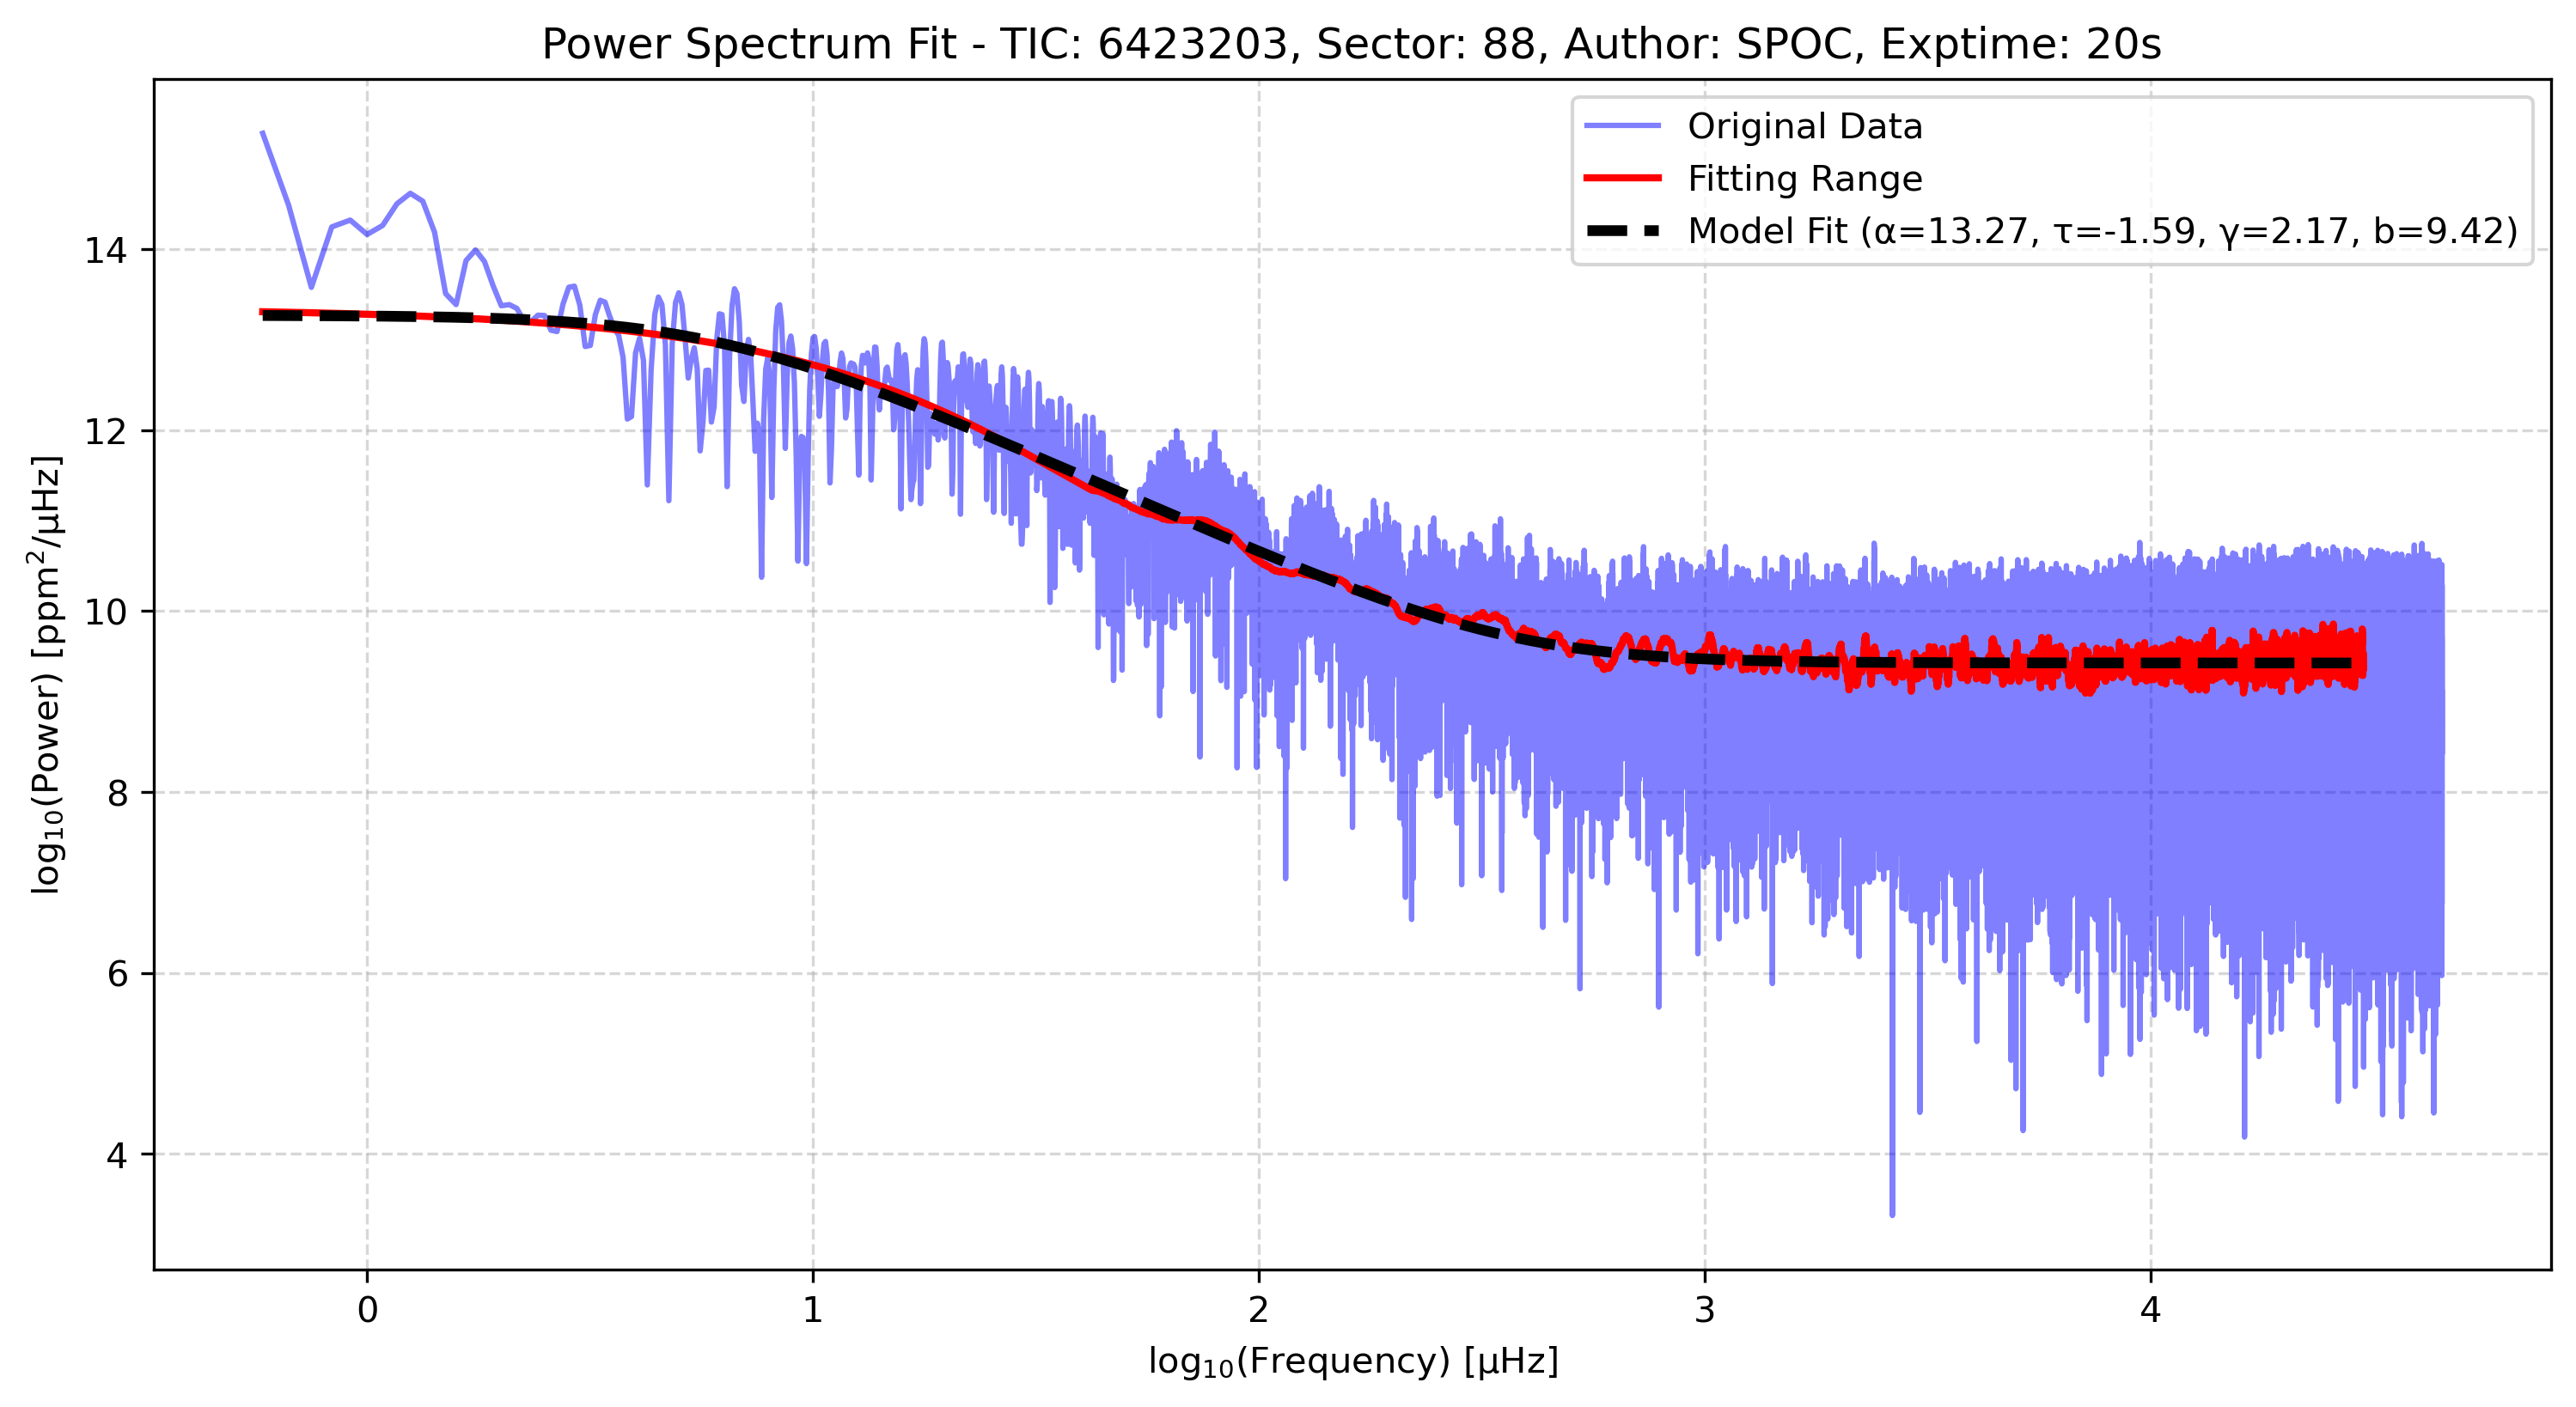 Power Spectrum Fit - TIC: 6423203, Sector: 88, Author: SPOC, Exptime: 20s
Original Data
Fitting Range
Model Fit (α=13.27, τ=-1.59, γ=2.17, b=9.42)
log₁₀(Power) [ppm²/μHz]
14
12
10
8
6
4
0 1 2 3 4
log₁₀(Frequency) [μHz]